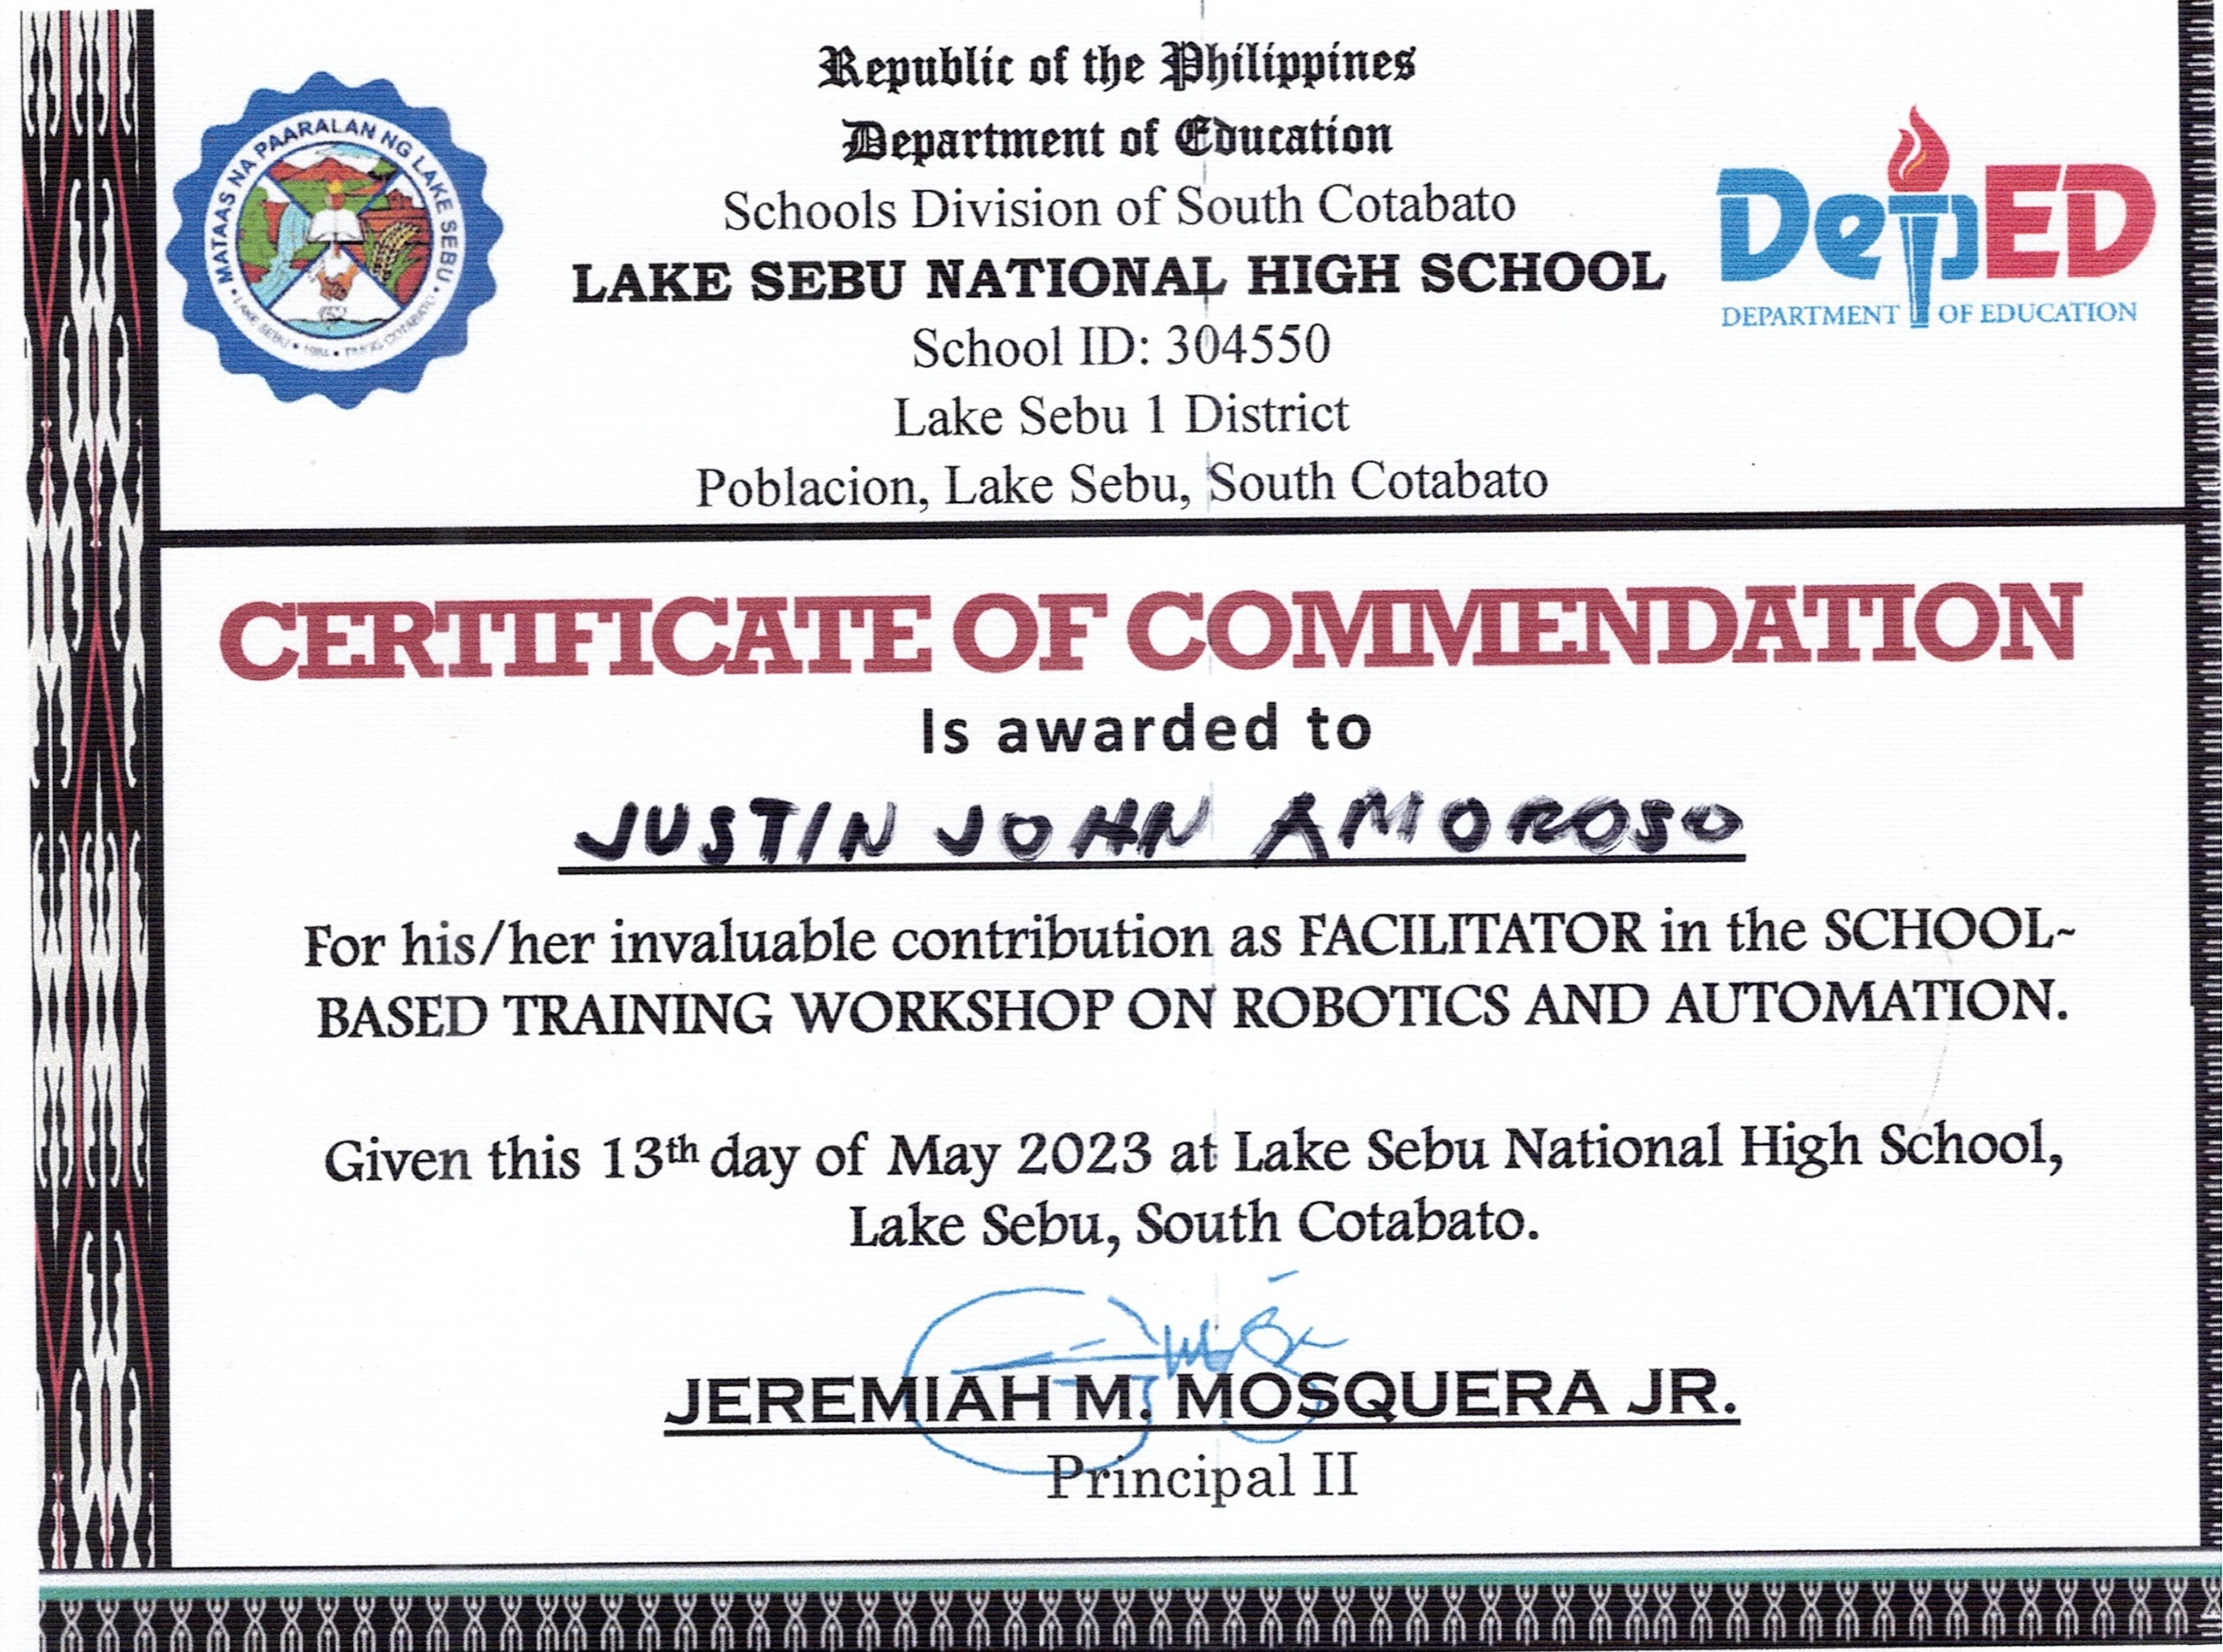 Republic of the Philippines
Department of Education
Schools Division of South Cotabato
LAKE SEBU NATIONAL HIGH SCHOOL
School ID: 304550
Lake Sebu 1 District
Poblacion, Lake Sebu, South Cotabato
MATAAS NA PAARALAN NG LAKE SEBU
LAKE SEBU • 1984 • TIMOG COTABATO
DepED
DEPARTMENT OF EDUCATION
CERTIFICATE OF COMMENDATION
Is awarded to
JUSTIN JOHN AMOROSO
For his/her invaluable contribution as FACILITATOR in the SCHOOL-
BASED TRAINING WORKSHOP ON ROBOTICS AND AUTOMATION.
Given this 13th day of May 2023 at Lake Sebu National High School,
Lake Sebu, South Cotabato.
JEREMIAH M. MOSQUERA JR.
Principal II